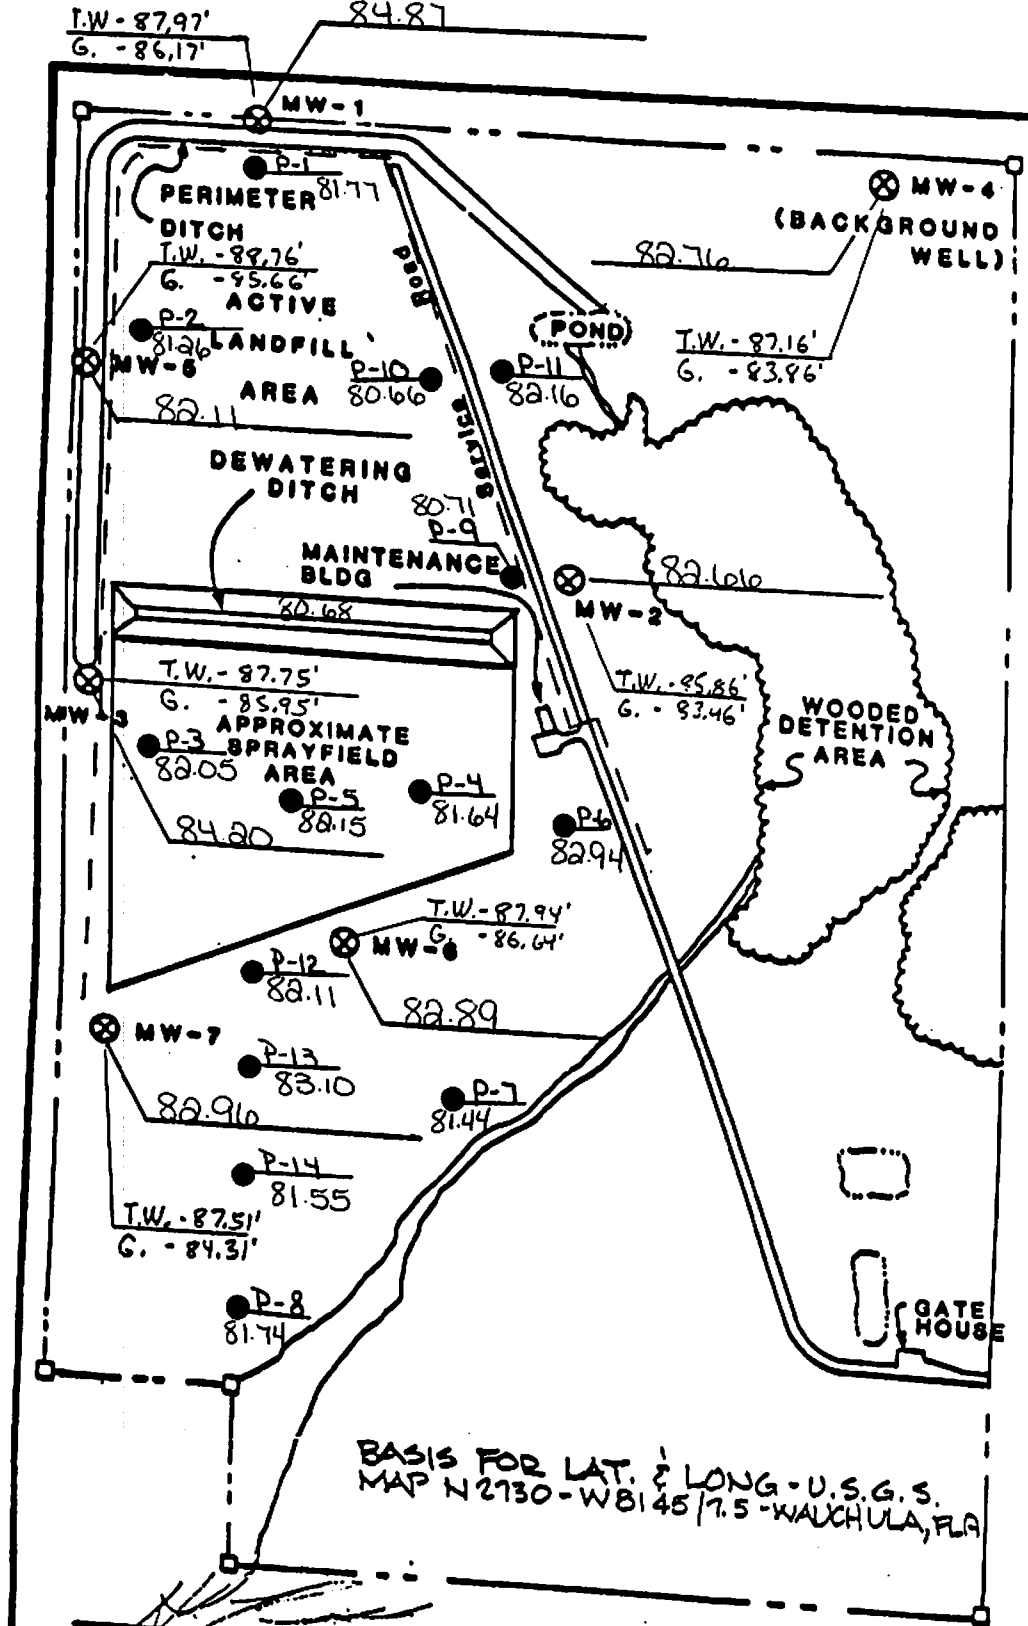 T.W - 87,97'
G. - 86,17'
84.87
MW-1
P-1
81.77
PERIMETER
DITCH
MW-4
(BACKGROUND
WELL)
82.76
T.W. - 87.16'
G. - 83.86'
T.W. - 88,76'
G. - 85.66'
ACTIVE
LANDFILL
AREA
P-2
81.26
MW-5
82.11
Service Road
POND
P-10
80.66
P-11
82.16
DEWATERING
DITCH
80.71
P-9
MAINTENANCE
BLDG
80.68
82.66
MW-2
T.W. - 85.86'
G. - 83.46'
T.W. - 87.75'
G. - 85.95'
MW-3
APPROXIMATE
SPRAYFIELD
AREA
P-3
82.05
P-5
82.15
P-4
81.64
84.20
WOODED
DETENTION
AREA
P-6
82.94
T.W. - 87.94'
G. - 86.64'
MW-6
P-12
82.11
82.89
MW-7
P-13
83.10
P-7
81.44
82.96
P-14
81.55
T.W. - 87.51'
G. - 84.31'
P-8
81.74
GATE
HOUSE
BASIS FOR LAT. & LONG - U.S.G.S.
MAP N2730-W8145/7.5 - WAUCHULA, FLA